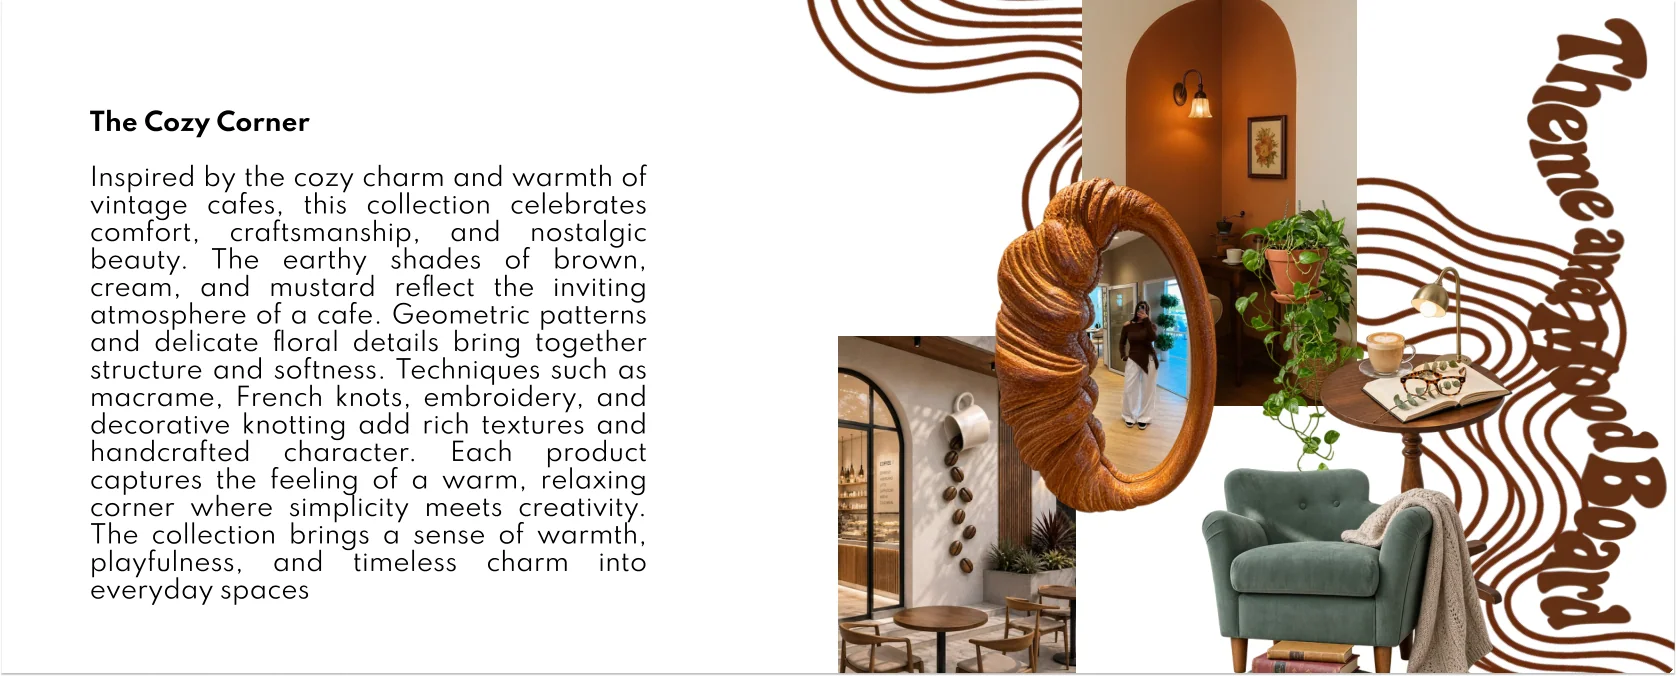 The Cozy Corner
Inspired by the cozy charm and warmth of
vintage cafes, this collection celebrates
comfort, craftsmanship, and nostalgic
beauty. The earthy shades of brown,
cream, and mustard reflect the inviting
atmosphere of a cafe. Geometric patterns
and delicate floral details bring together
structure and softness. Techniques such as
macrame, French knots, embroidery, and
decorative knotting add rich textures and
handcrafted character. Each product
captures the feeling of a warm, relaxing
corner where simplicity meets creativity.
The collection brings a sense of warmth,
playfulness, and timeless charm into
everyday spaces
Theme and Mood Board